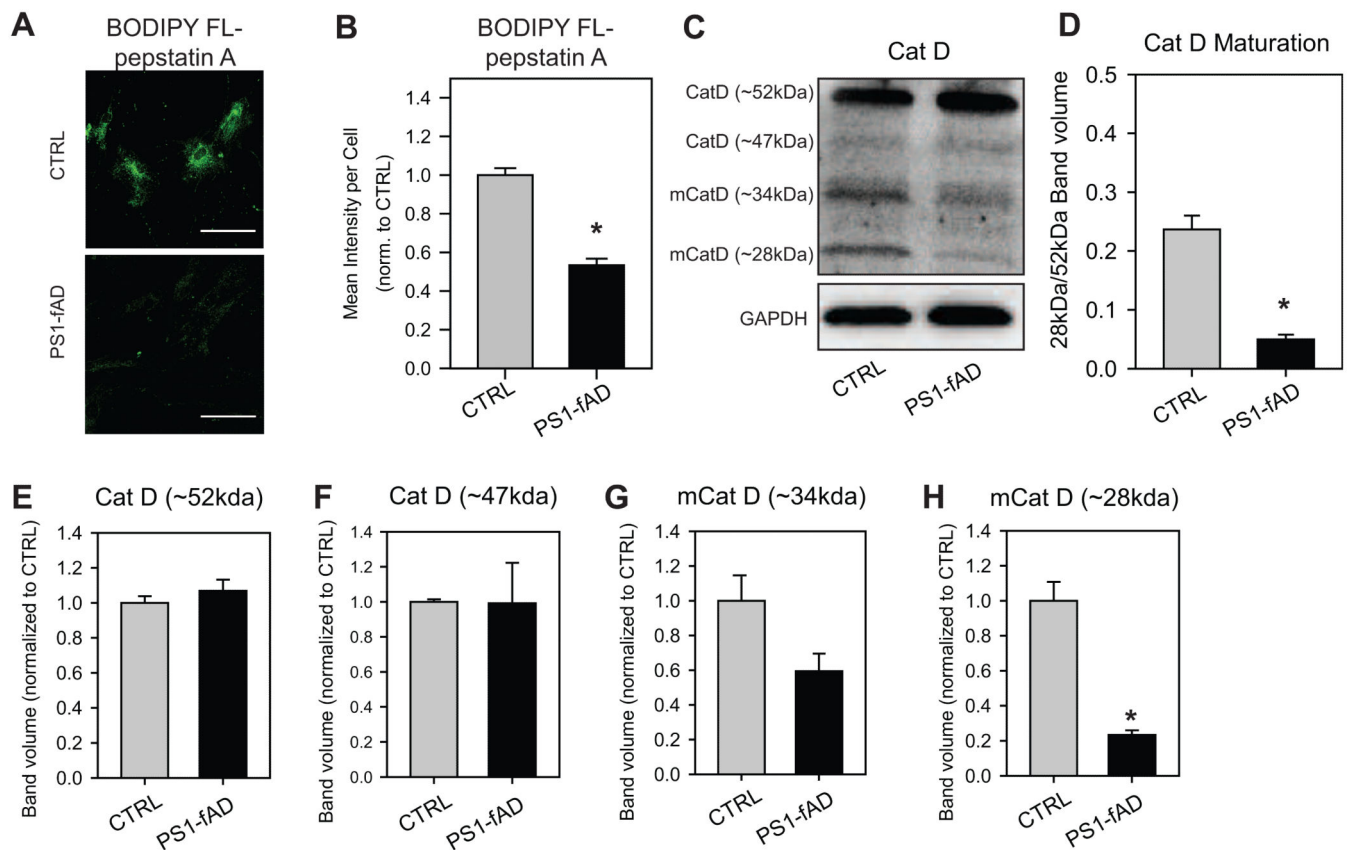 A
BODIPY FL-
pepstatin A
CTRL
PS1-fAD
B
BODIPY FL-
pepstatin A
Mean Intensity per Cell
(norm. to CTRL)
1.4
1.2
1.0
0.8
0.6
0.4
1.2
0.0
*
CTRL
PS1-fAD
C
Cat D
CatD (~52kDa)
CatD (~47kDa)
mCatD (~34kDa)
mCatD (~28kDa)
GAPDH
CTRL
PS1-fAD
D
Cat D Maturation
28kDa/52kDa Band volume
0.5
0.4
0.3
0.2
0.1
0.0
*
CTRL
PS1-fAD
E
Cat D (~52kda)
Band volume (normalized to CTRL)
1.4
1.2
1.0
0.8
0.6
0.4
0.2
0.0
CTRL
PS1-fAD
F
Cat D (~47kda)
Band volume (normalized to CTRL)
1.4
1.2
1.0
0.8
0.6
0.4
0.2
0.0
CTRL
PS1-fAD
G
mCat D (~34kda)
Band volume (normalized to CTRL)
1.4
1.2
1.0
0.8
0.6
0.4
0.2
0.0
CTRL
PS1-fAD
H
mCat D (~28kda)
Band volume (normalized to CTRL)
1.4
1.2
1.0
0.8
0.6
0.4
0.2
0.0
*
CTRL
PS1-fAD